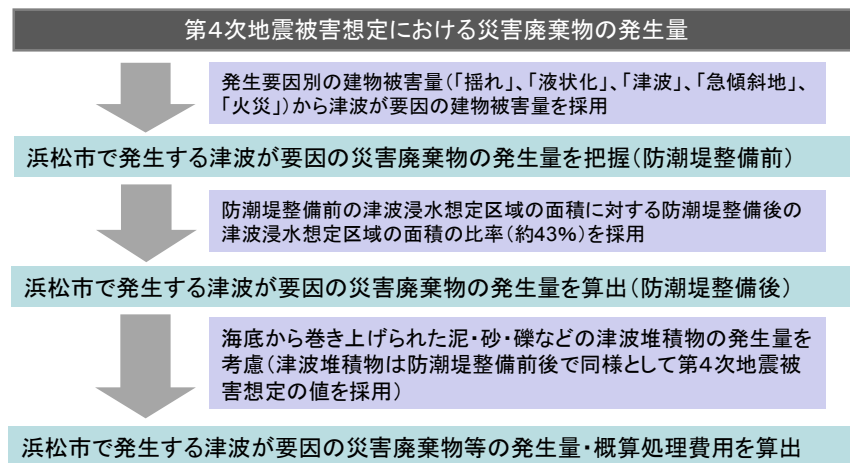 第4次地震被害想定における災害廃棄物の発生量
発生要因別の建物被害量(「揺れ」、「液状化」、「津波」、「急傾斜地」、
「火災」)から津波が要因の建物被害量を採用
浜松市で発生する津波が要因の災害廃棄物の発生量を把握(防潮堤整備前)
防潮堤整備前の津波浸水想定区域の面積に対する防潮堤整備後の
津波浸水想定区域の面積の比率(約43%)を採用
浜松市で発生する津波が要因の災害廃棄物の発生量を算出(防潮堤整備後)
海底から巻き上げられた泥・砂・礫などの津波堆積物の発生量を
考慮(津波堆積物は防潮堤整備前後で同様として第4次地震被
害想定の値を採用)
浜松市で発生する津波が要因の災害廃棄物等の発生量・概算処理費用を算出